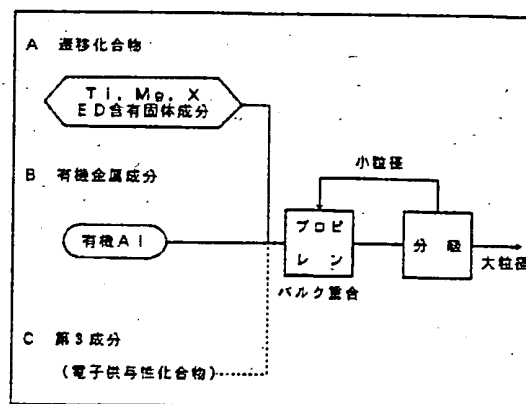 A 遷移化合物
Ti. Mg. X
ED含有固体成分
B 有機金属成分
小粒径
有機Al
プロピ
レン
分級
大粒径
バルク重合
C 第3成分
(電子供与性化合物)